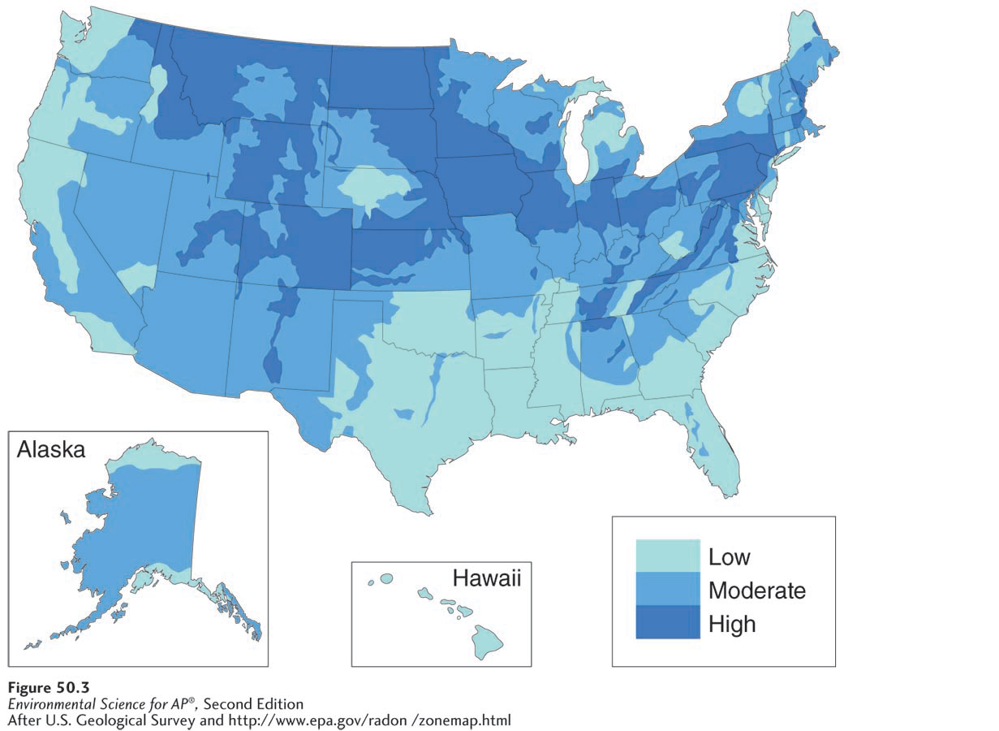 Alaska
Hawaii
Low
Moderate
High
Figure 50.3
Environmental Science for AP®, Second Edition
After U.S. Geological Survey and http://www.epa.gov/radon /zonemap.html